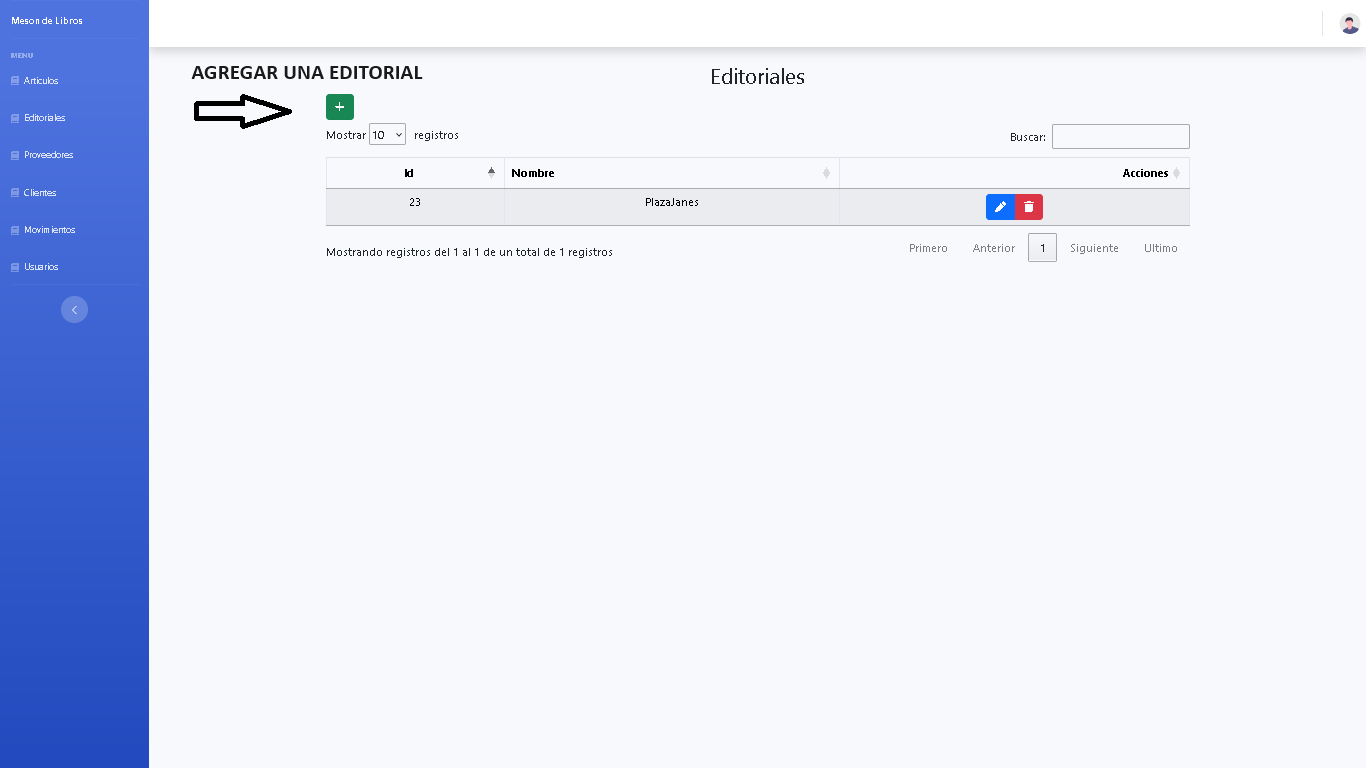 Meson de Libros
MENU
Artículos
Editoriales
Proveedores
Clientes
Movimientos
Usuarios
AGREGAR UNA EDITORIAL
Editoriales
+
Mostrar 10 registros
Buscar:
Id Nombre Acciones
23 PlazaJanes
Mostrando registros del 1 al 1 de un total de 1 registros
Primero Anterior 1 Siguiente Ultimo